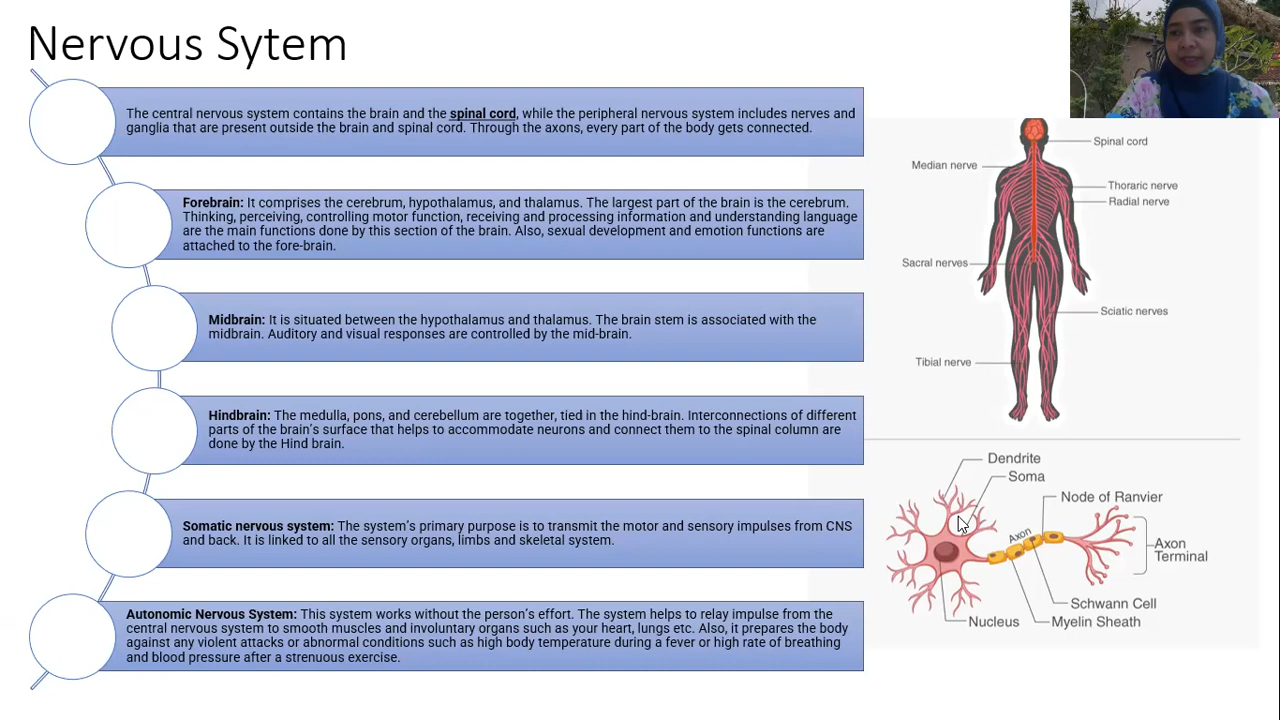 Nervous Sytem
The central nervous system contains the brain and the spinal cord, while the peripheral nervous system includes nerves and
ganglia that are present outside the brain and spinal cord. Through the axons, every part of the body gets connected.
Forebrain: It comprises the cerebrum, hypothalamus, and thalamus. The largest part of the brain is the cerebrum.
Thinking, perceiving, controlling motor function, receiving and processing information and understanding language
are the main functions done by this section of the brain. Also, sexual development and emotion functions are
attached to the fore-brain.
Midbrain: It is situated between the hypothalamus and thalamus. The brain stem is associated with the
midbrain. Auditory and visual responses are controlled by the mid-brain.
Hindbrain: The medulla, pons, and cerebellum are together, tied in the hind-brain. Interconnections of different
parts of the brain's surface that helps to accommodate neurons and connect them to the spinal column are
done by the Hind brain.
Somatic nervous system: The system's primary purpose is to transmit the motor and sensory impulses from CNS
and back. It is linked to all the sensory organs, limbs and skeletal system.
Autonomic Nervous System: This system works without the person's effort. The system helps to relay impulse from the
central nervous system to smooth muscles and involuntary organs such as your heart, lungs etc. Also, it prepares the body
against any violent attacks or abnormal conditions such as high body temperature during a fever or high rate of breathing
and blood pressure after a strenuous exercise.
Spinal cord
Median nerve
Thoraric nerve
Radial nerve
Sacral nerves
Sciatic nerves
Tibial nerve
Dendrite
Soma
Node of Ranvier
Axon
Axon
Terminal
Schwann Cell
Nucleus
Myelin Sheath